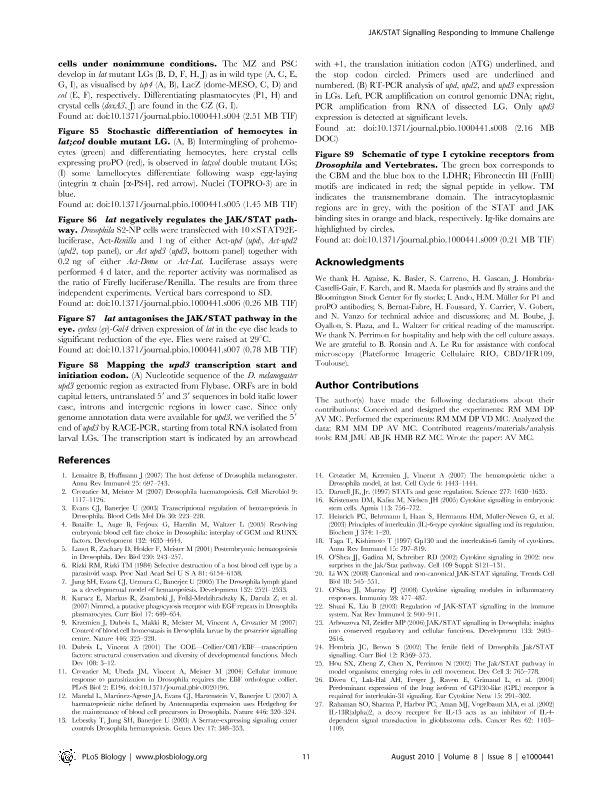 JAK/STAT Signalling Responding to Immune Challenge
cells under nonimmune conditions. The MZ and PSC
develop in lat mutant LGs (B, D, F, H, J) as in wild type (A, C, E,
G, I), as visualised by tep4 (A, B), LacZ (dome-MESO, C, D) and
col (E, F), respectively. Differentiating plasmocytes (P1, H) and
crystal cells (doxA3, J) are found in the CZ (G, I).
Found at: doi:10.1371/journal.pbio.1000441.s004 (2.51 MB TIF)
Figure S5 Stochastic differentiation of hemocytes in
lat;col double mutant LG. (A, B) Intermingling of prohemo-
cytes (green) and differentiating hemocytes, here crystal cells
expressing proPO (red), is observed in lat;col double mutant LGs;
(I) some lamellocytes differentiate following wasp egg-laying
(integrin α chain [α-PS4], red arrow). Nuclei (TOPRO-3) are in
blue.
Found at: doi:10.1371/journal.pbio.1000441.s005 (1.45 MB TIF)
Figure S6 lat negatively regulates the JAK/STAT path-
way. Drosophila S2-NP cells were transfected with 10×STAT92E-
luciferase, Act-Renilla and 1 ng of either Act-upd (upd), Act-upd2
(upd2, top panel), or Act upd3 (upd3, bottom panel) together with
0.2 ng of either Act-Dome or Act-Lat. Luciferase assays were
performed 4 d later, and the reporter activity was normalised as
the ratio of Firefly luciferase/Renilla. The results are from three
independent experiments. Vertical bars correspond to SD.
Found at: doi:10.1371/journal.pbio.1000441.s006 (0.26 MB TIF)
Figure S7 lat antagonises the JAK/STAT pathway in the
eye. eyeless (ey)-Gal4 driven expression of lat in the eye disc leads to
significant reduction of the eye. Flies were raised at 29°C.
Found at: doi:10.1371/journal.pbio.1000441.s007 (0.78 MB TIF)
Figure S8 Mapping the upd3 transcription start and
initiation codon. (A) Nucleotide sequence of the D. melanogaster
upd3 genomic region as extracted from Flybase. ORFs are in bold
capital letters, untranslated 5′ and 3′ sequences in bold italic lower
case, introns and intergenic regions in lower case. Since only
genome annotation data were available for upd3, we verified the 5′
end of upd3 by RACE-PCR, starting from total RNA isolated from
larval LGs. The transcription start is indicated by an arrowhead
with +1, the translation initiation codon (ATG) underlined, and
the stop codon circled. Primers used are underlined and
numbered. (B) RT-PCR analysis of upd, upd2, and upd3 expression
in LGs. Left, PCR amplification on control genomic DNA; right,
PCR amplification from RNA of dissected LG. Only upd3
expression is detected at significant levels.
Found at: doi:10.1371/journal.pbio.1000441.s008 (2.16 MB
DOC)
Figure S9 Schematic of type I cytokine receptors from
Drosophila and Vertebrates. The green box corresponds to
the CBM and the blue box to the LDHR; Fibronectin III (FnIII)
motifs are indicated in red; the signal peptide in yellow. TM
indicates the transmembrane domain. The intracytoplasmic
regions are in grey, with the position of the STAT and JAK
binding sites in orange and black, respectively. Ig-like domains are
highlighted by circles.
Found at: doi:10.1371/journal.pbio.1000441.s009 (0.21 MB TIF)
Acknowledgments
We thank H. Agaisse, K. Basler, S. Carreno, H. Gascan, J. Hombria-
Castelli-Gair, F. Karch, and R. Maeda for plasmids and fly strains and the
Bloomington Stock Center for fly stocks; I. Ando, H.M. Müller for P1 and
proPO antibodies; S. Bernat-Fabre, H. Foussard, Y. Carrier, V. Gobert,
and N. Vanzo for technical advice and discussions; and M. Boube, J.
Oyallon, S. Plaza, and L. Waltzer for critical reading of the manuscript.
We thank N. Perrimon for hospitality and help with the cell culture assays.
We are grateful to B. Ronsin and A. Le Ru for assistance with confocal
microscopy (Plateforme Imagerie Cellulaire RIO, CBD/IFR109,
Toulouse).
Author Contributions
The author(s) have made the following declarations about their
contributions: Conceived and designed the experiments: RM MM DP
AV MC. Performed the experiments: RM MM DP VD MC. Analyzed the
data: RM MM DP AV MC. Contributed reagents/materials/analysis
tools: RM JMU AB JK HMB RZ MC. Wrote the paper: AV MC.
References
1. Lemaitre B, Hoffmann J (2007) The host defense of Drosophila melanogaster.
Annu Rev Immunol 25: 697–743.
2. Crozatier M, Meister M (2007) Drosophila haematopoiesis. Cell Microbiol 9:
1117–1126.
3. Evans CJ, Banerjee U (2003) Transcriptional regulation of hematopoiesis in
Drosophila. Blood Cells Mol Dis 30: 223–228.
4. Bataillé L, Augé B, Ferjoux G, Haenlin M, Waltzer L (2005) Resolving
embryonic blood cell fate choice in Drosophila: interplay of GCM and RUNX
factors. Development 132: 4635–4644.
5. Lanot R, Zachary D, Holder F, Meister M (2001) Postembryonic hematopoiesis
in Drosophila. Dev Biol 230: 243–257.
6. Rizki RM, Rizki TM (1984) Selective destruction of a host blood cell type by a
parasitoid wasp. Proc Natl Acad Sci U S A 81: 6154–6158.
7. Jung SH, Evans CJ, Uemura C, Banerjee U (2005) The Drosophila lymph gland
as a developmental model of hematopoiesis. Development 132: 2521–2533.
8. Kurucz E, Markus R, Zsamboki J, Folkl-Medzihradszky K, Darula Z, et al.
(2007) Nimrod, a putative phagocytosis receptor with EGF repeats in Drosophila
plasmatocytes. Curr Biol 17: 649–654.
9. Krzemien J, Dubois L, Makki R, Meister M, Vincent A, Crozatier M (2007)
Control of blood cell homeostasis in Drosophila larvae by the posterior signalling
centre. Nature 446: 325–328.
10. Dubois L, Vincent A (2001) The COE—Collier/Olf1/EBF—transcription
factors: structural conservation and diversity of developmental functions. Mech
Dev 108: 3–12.
11. Crozatier M, Ubeda JM, Vincent A, Meister M (2004) Cellular immune
response to parasitization in Drosophila requires the EBF orthologue collier.
PLoS Biol 2: E196. doi:10.1371/journal.pbio.0020196.
12. Mandal L, Martinez-Agosto JA, Evans CJ, Hartenstein V, Banerjee U (2007) A
haematopoietic niche defined by Antennapedia expression uses Hedgehog for
the maintenance of blood cell precursors in Drosophila. Nature 446: 320–324.
13. Lebestky T, Jung SH, Banerjee U (2003) A Serrate-expressing signaling center
controls Drosophila hematopoiesis. Genes Dev 17: 348–353.
14. Crozatier M, Krzemien J, Vincent A (2007) The hematopoietic niche: a
Drosophila model, at last. Cell Cycle 6: 1443–1444.
15. Darnell JE, Jr. (1997) STATs and gene regulation. Science 277: 1630–1635.
16. Kristensen DM, Kalisz M, Nielsen JH (2005) Cytokine signalling in embryonic
stem cells. Apmis 113: 756–772.
17. Heinrich PC, Behrmann I, Haan S, Hermanns HM, Muller-Newen G, et al.
(2003) Principles of interleukin (IL)-6-type cytokine signalling and its regulation.
Biochem J 374: 1–20.
18. Taga T, Kishimoto T (1997) Gp130 and the interleukin-6 family of cytokines.
Annu Rev Immunol 15: 797–819.
19. O'Shea JJ, Gadina M, Schreiber RD (2002) Cytokine signaling in 2002: new
surprises in the Jak/Stat pathway. Cell 109 Suppl: S121–131.
20. Li WX (2008) Canonical and non-canonical JAK-STAT signaling. Trends Cell
Biol 18: 545–551.
21. O'Shea JJ, Murray PJ (2008) Cytokine signaling modules in inflammatory
responses. Immunity 28: 477–487.
22. Shuai K, Liu B (2003) Regulation of JAK-STAT signalling in the immune
system. Nat Rev Immunol 3: 900–911.
23. Arbouzova NI, Zeidler MP (2006) JAK/STAT signalling in Drosophila: insights
into conserved regulatory and cellular functions. Development 133: 2605–
2616.
24. Hombria JC, Brown S (2002) The fertile field of Drosophila Jak/STAT
signalling. Curr Biol 12: R569–575.
25. Hou SX, Zheng Z, Chen X, Perrimon N (2002) The Jak/STAT pathway in
model organisms: emerging roles in cell movement. Dev Cell 3: 765–778.
26. Diveu C, Lak-Hal AH, Froger J, Ravon E, Grimaud L, et al. (2004)
Predominant expression of the long isoform of GP130-like (GPL) receptor is
required for interleukin-31 signaling. Eur Cytokine Netw 15: 291–302.
27. Rahaman SO, Sharma P, Harbor PC, Aman MJ, Vogelbaum MA, et al. (2002)
IL-13R(alpha)2, a decoy receptor for IL-13 acts as an inhibitor of IL-4-
dependent signal transduction in glioblastoma cells. Cancer Res 62: 1103–
1109.
PLoS Biology | www.plosbiology.org
11
August 2010 | Volume 8 | Issue 8 | e1000441